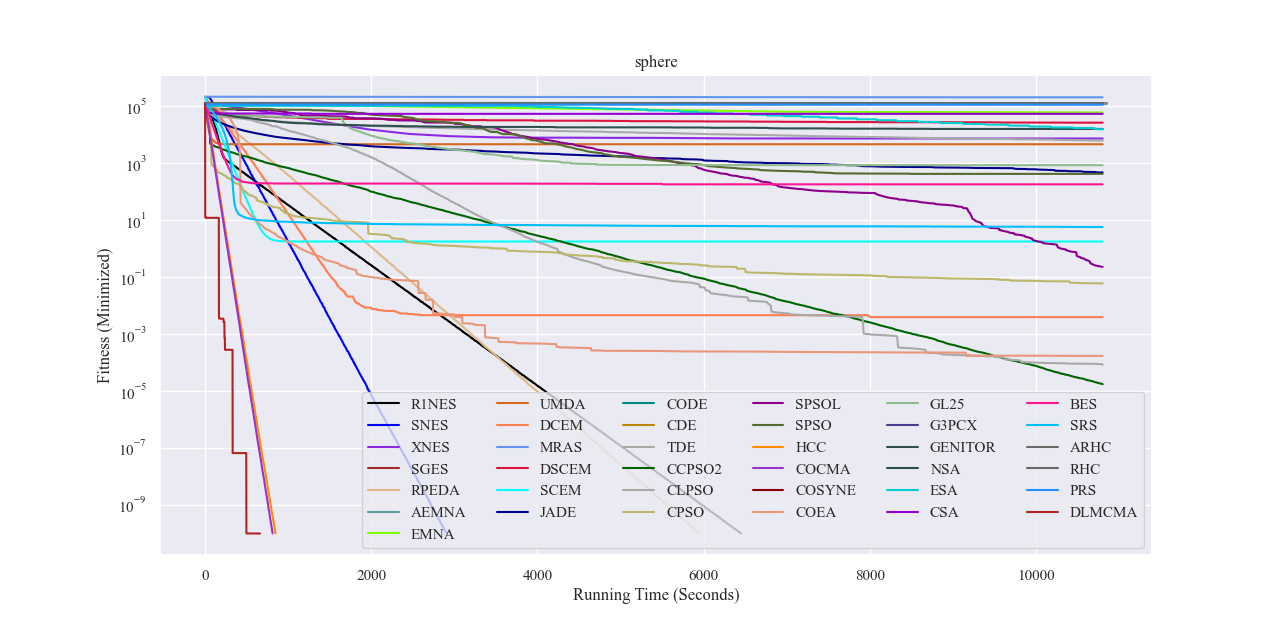 sphere
Fitness (Minimized)
10^5
10^3
10^1
10^−1
10^−3
10^−5
10^−7
10^−9
R1NES UMDA CODE SPSOL GL25 BES
SNES DCEM CDE SPSO G3PCX SRS
XNES MRAS TDE HCC GENITOR ARHC
SGES DSCEM CCPSO2 COCMA NSA RHC
RPEDA SCEM CLPSO COSYNE ESA PRS
AEMNA JADE CPSO COEA CSA DLMCMA
EMNA
0 2000 4000 6000 8000 10000
Running Time (Seconds)